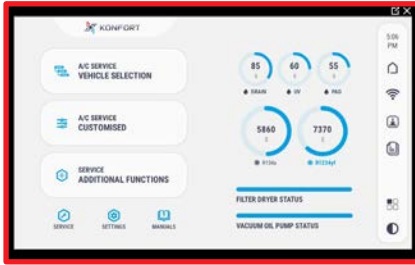 KONFORT
5:06
PM
A/C SERVICE
VEHICLE SELECTION
A/C SERVICE
CUSTOMISED
SERVICE
ADDITIONAL FUNCTIONS
SERVICE
SETTINGS
MANUALS
85
60
55
DRAIN
UV
PAG
5860
7370
R134a
R1234yf
FILTER DRYER STATUS
VACUUM OIL PUMP STATUS